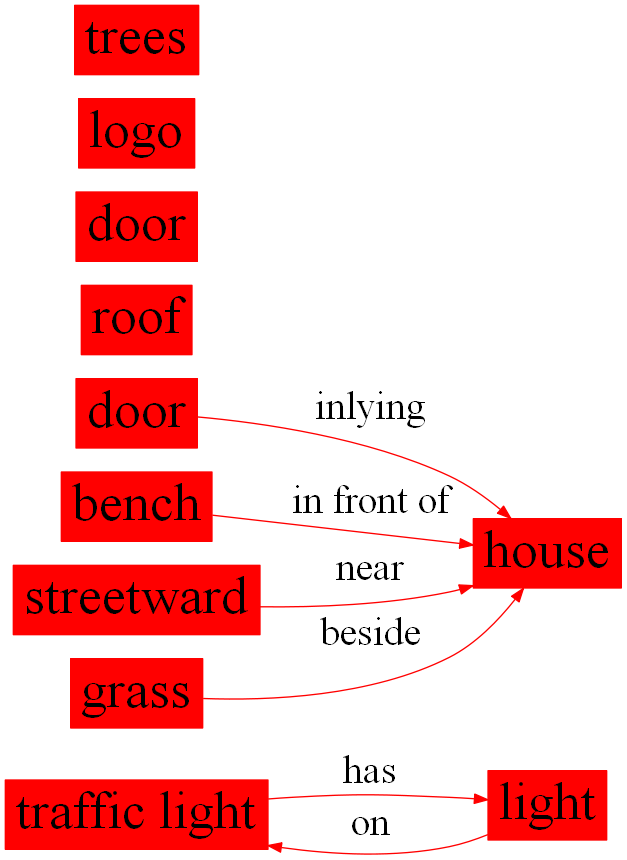 trees
logo
door
roof
door
inlying
bench
in front of
house
streetward
near
grass
beside
traffic light
has
light
on